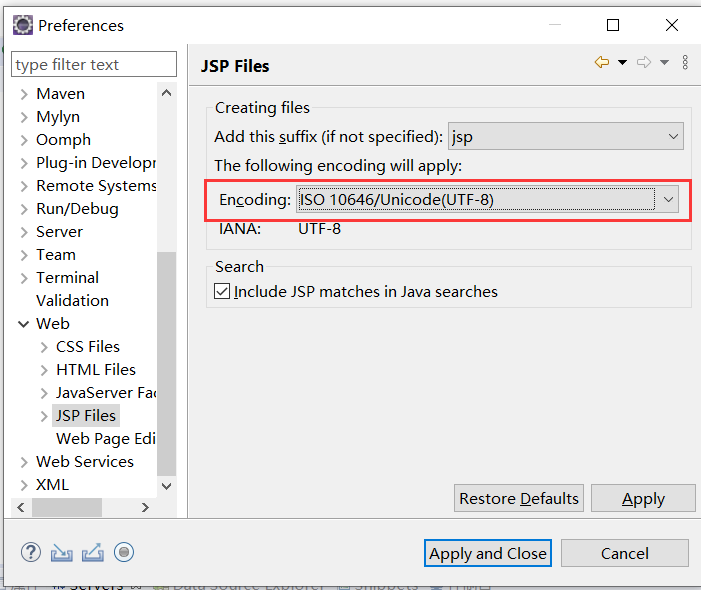 Preferences
type filter text
Maven
Mylyn
Oomph
Plug-in Developr
Remote Systems
Run/Debug
Server
Team
Terminal
Validation
Web
CSS Files
HTML Files
JavaServer Fac
JSP Files
Web Page Edi
Web Services
XML
JSP Files
Creating files
Add this suffix (if not specified): jsp
The following encoding will apply:
Encoding: ISO 10646/Unicode(UTF-8)
IANA: UTF-8
Search
Include JSP matches in Java searches
Restore Defaults Apply
Apply and Close Cancel